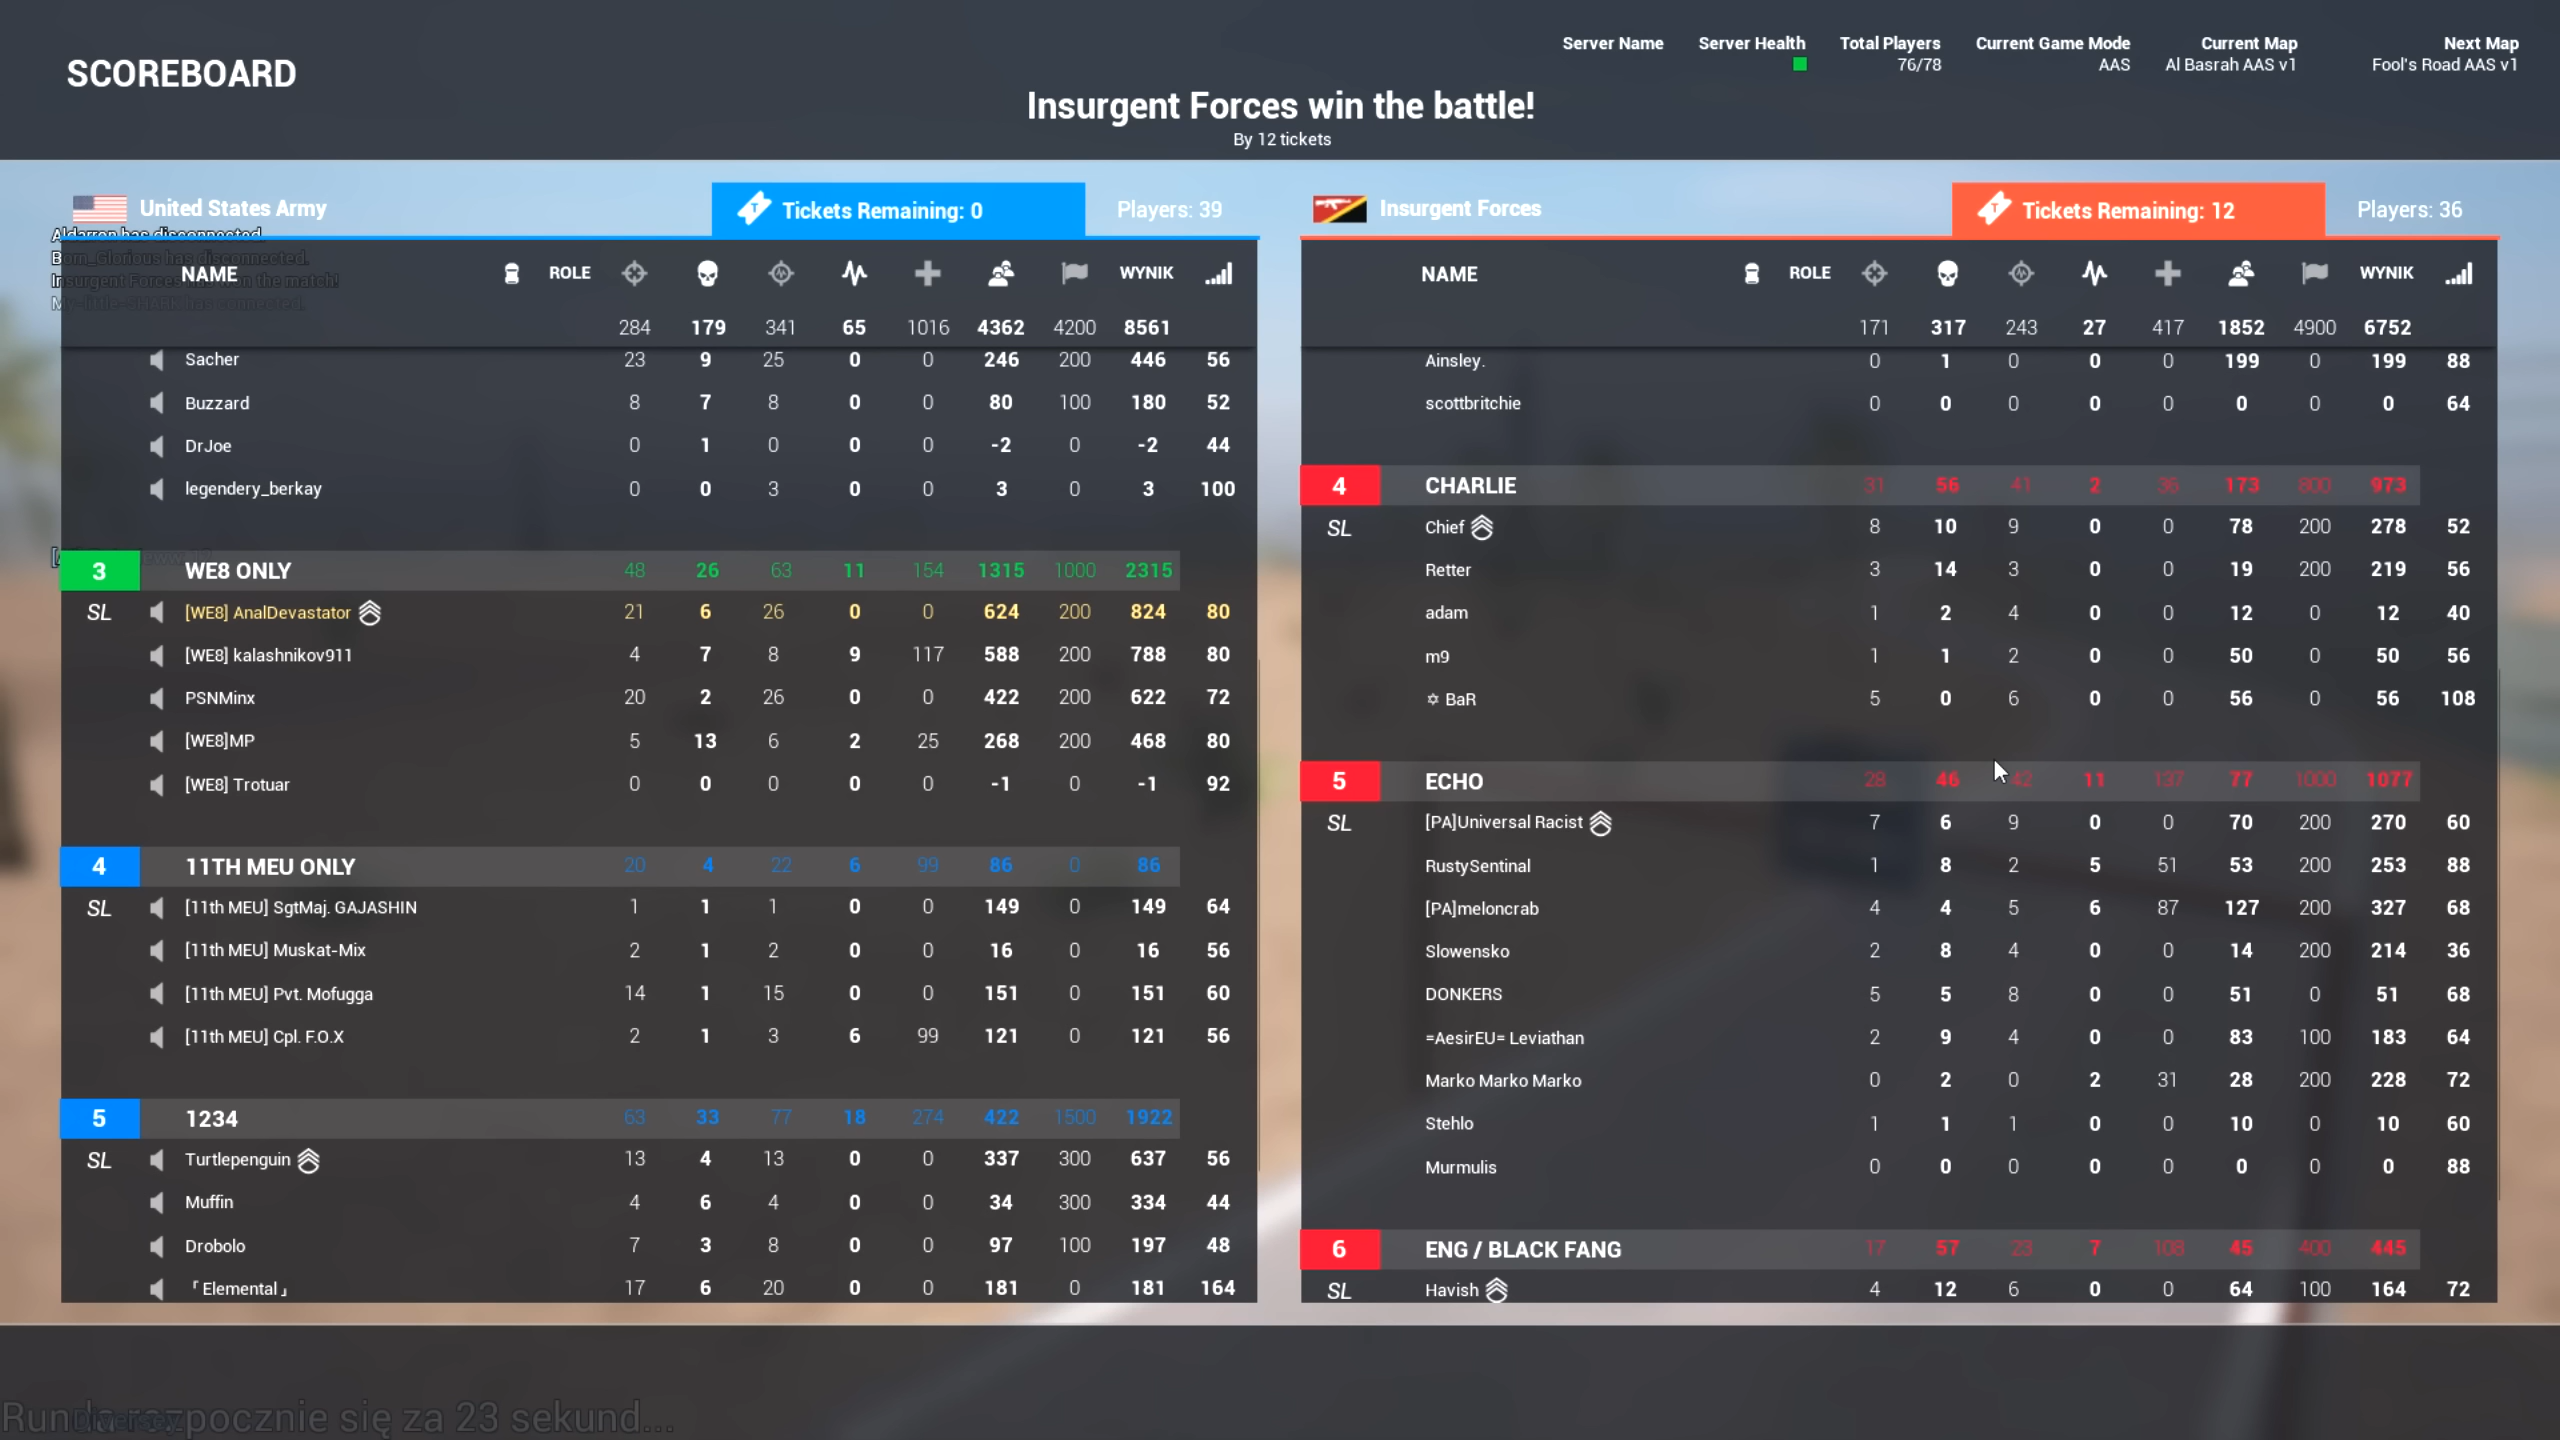 SCOREBOARD
Server Name Server Health Total Players Current Game Mode Current Map Next Map
76/78 AAS Al Basrah AAS v1 Fool's Road AAS v1
Insurgent Forces win the battle!
By 12 tickets
United States Army Tickets Remaining: 0 Players: 39
Aldarron has disconnected.
Born_Glorious has disconnected.
Insurgent Forces has won the match!
My-little-SHARK has connected.
NAME ROLE WYNIK
284 179 341 65 1016 4362 4200 8561
Sacher 23 9 25 0 0 246 200 446 56
Buzzard 8 7 8 0 0 80 100 180 52
DrJoe 0 1 0 0 0 -2 0 -2 44
legendery_berkay 0 0 3 0 0 3 0 3 100
3 WE8 ONLY 48 26 63 11 154 1315 1000 2315
SL [WE8] AnalDevastator 21 6 26 0 0 624 200 824 80
[WE8] kalashnikov911 4 7 8 9 117 588 200 788 80
PSNMinx 20 2 26 0 0 422 200 622 72
[WE8]MP 5 13 6 2 25 268 200 468 80
[WE8] Trotuar 0 0 0 0 0 -1 0 -1 92
4 11TH MEU ONLY 20 4 22 6 99 86 0 86
SL [11th MEU] SgtMaj. GAJASHIN 1 1 1 0 0 149 0 149 64
[11th MEU] Muskat-Mix 2 1 2 0 0 16 0 16 56
[11th MEU] Pvt. Mofugga 14 1 15 0 0 151 0 151 60
[11th MEU] Cpl. F.O.X 2 1 3 6 99 121 0 121 56
5 1234 63 33 77 18 274 422 1500 1922
SL Turtlepenguin 13 4 13 0 0 337 300 637 56
Muffin 4 6 4 0 0 34 300 334 44
Drobolo 7 3 8 0 0 97 100 197 48
「Elemental」 17 6 20 0 0 181 0 181 164
Insurgent Forces Tickets Remaining: 12 Players: 36
NAME ROLE WYNIK
171 317 243 27 417 1852 4900 6752
Ainsley. 0 1 0 0 0 199 0 199 88
scottbritchie 0 0 0 0 0 0 0 0 64
4 CHARLIE 31 56 41 2 36 173 800 973
SL Chief 8 10 9 0 0 78 200 278 52
Retter 3 14 3 0 0 19 200 219 56
adam 1 2 4 0 0 12 0 12 40
m9 1 1 2 0 0 50 0 50 56
✡ BaR 5 0 6 0 0 56 0 56 108
5 ECHO 28 46 42 11 137 77 1000 1077
SL [PA]Universal Racist 7 6 9 0 0 70 200 270 60
RustySentinal 1 8 2 5 51 53 200 253 88
[PA]meloncrab 4 4 5 6 87 127 200 327 68
Slowensko 2 8 4 0 0 14 200 214 36
DONKERS 5 5 8 0 0 51 0 51 68
=AesirEU= Leviathan 2 9 4 0 0 83 100 183 64
Marko Marko Marko 0 2 0 2 31 28 200 228 72
Stehlo 1 1 1 0 0 10 0 10 60
Murmulis 0 0 0 0 0 0 0 0 88
6 ENG / BLACK FANG 17 57 23 7 108 45 400 445
SL Havish 4 12 6 0 0 64 100 164 72
Runda rozpocznie się za 23 sekund...